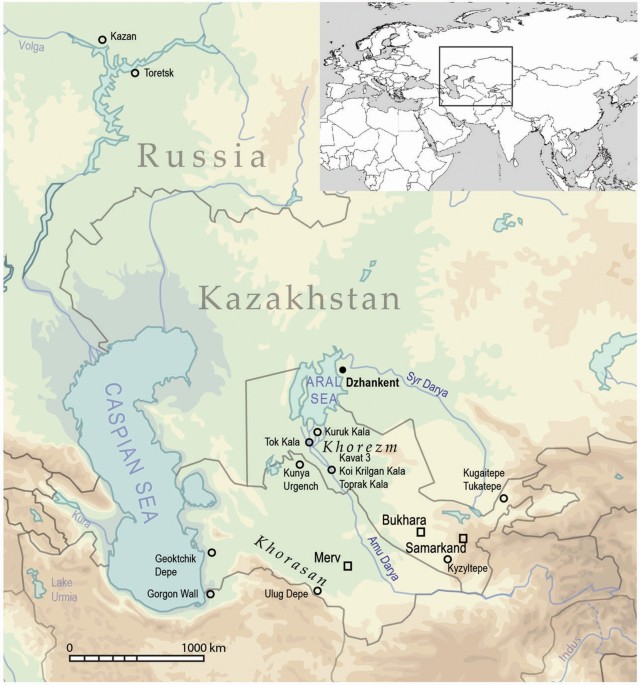 Volga
Kazan
Toretsk
Russia
Kazakhstan
CASPIAN SEA
ARAL
SEA
Dzhankent
Syr Darya
Kuruk Kala
Tok Kala
Khorezm
Kavat 3
Koi Krilgan Kala
Toprak Kala
Kunya
Urgench
Kugaitepe
Tukatepe
Bukhara
Samarkand
Kyzyltepe
Kura
Geoktchik
Depe
Khorasan
Merv
Amu Darya
Lake
Urmia
Gorgon Wall
Ulug Depe
Indus
0
1000 km